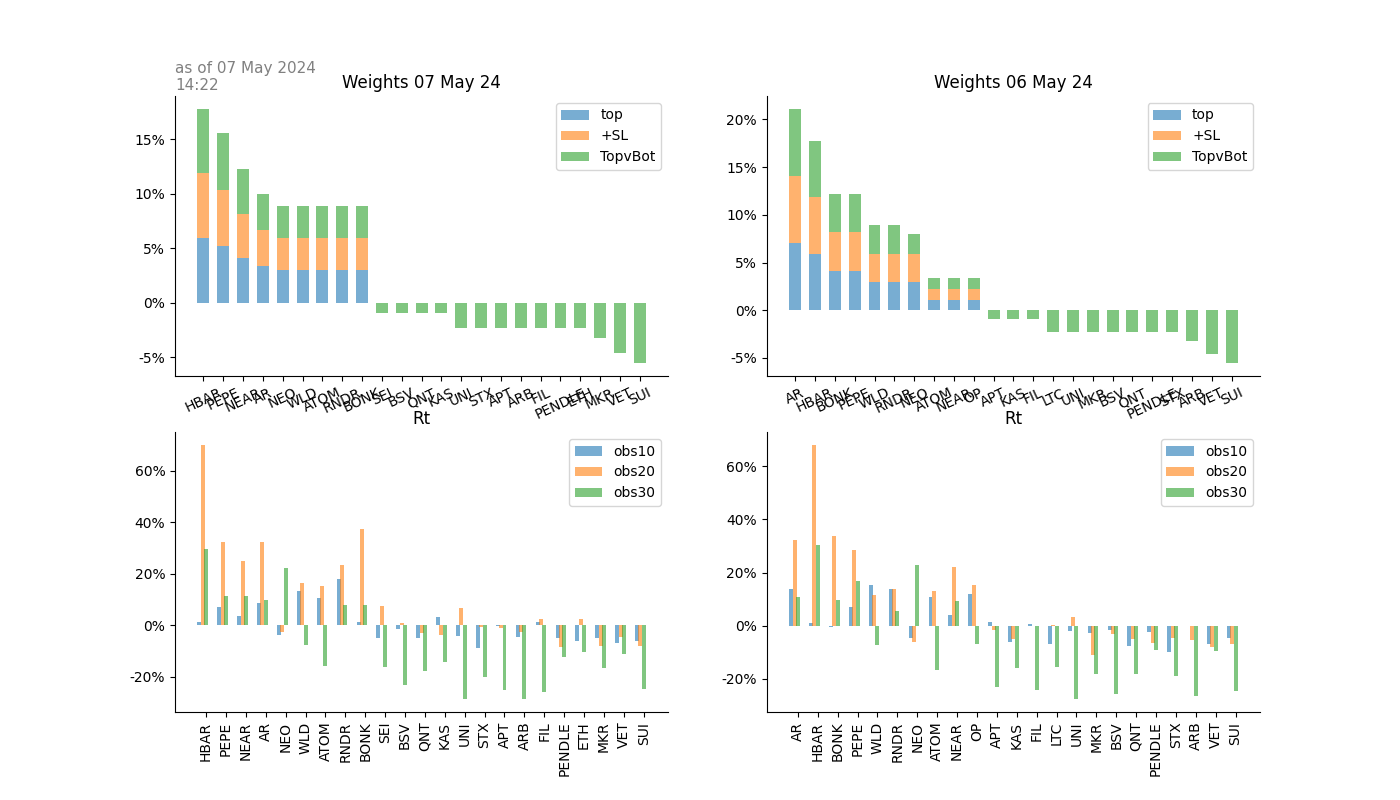 as of 07 May 2024
14:22
Weights 07 May 24
top
+SL
TopvBot
15%
10%
5%
0%
-5%
HBAR PEPE NEAR AR NEO WLD ATOM RNDR BONK SEI BSV QNT KAS UNI STX APT ARB FIL PENDLE ETH MKR VET SUI
Weights 06 May 24
top
+SL
TopvBot
20%
15%
10%
5%
0%
-5%
AR HBAR BONK PEPE WLD RNDR NEO ATOM NEAR OP APT KAS FIL LTC UNI MKR BSV QNT PENDLE STX ARB VET SUI
Rt
obs10
obs20
obs30
60%
40%
20%
0%
-20%
HBAR PEPE NEAR AR NEO WLD ATOM RNDR BONK SEI BSV QNT KAS UNI STX APT ARB FIL PENDLE ETH MKR VET SUI
Rt
obs10
obs20
obs30
60%
40%
20%
0%
-20%
AR HBAR BONK PEPE WLD RNDR NEO ATOM NEAR OP APT KAS FIL LTC UNI MKR BSV QNT PENDLE STX ARB VET SUI